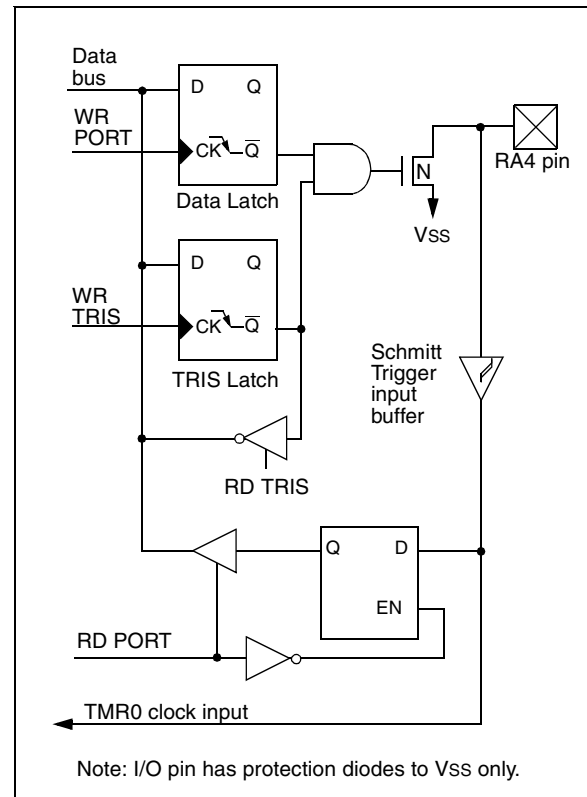 Data
bus
D Q
WR
PORT
CK Q̅
N
RA4 pin
Data Latch
VSS
D Q
WR
TRIS
CK Q̅
Schmitt
Trigger
input
buffer
TRIS Latch
RD TRIS
Q D
EN
RD PORT
TMR0 clock input
Note: I/O pin has protection diodes to VSS only.